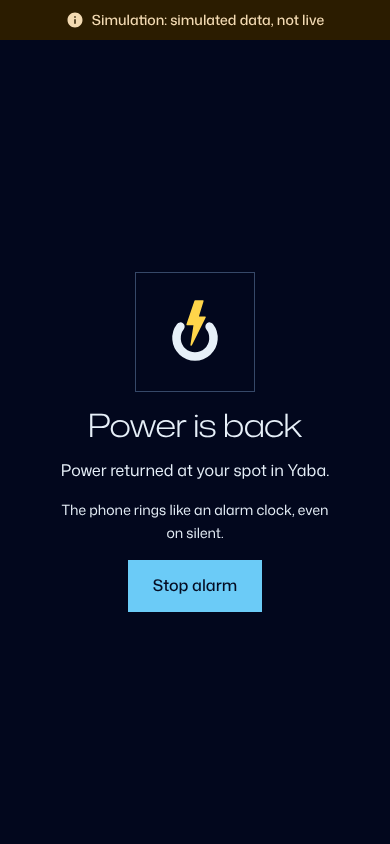 Simulation: simulated data, not live
Power is back
Power returned at your spot in Yaba.
The phone rings like an alarm clock, even
on silent.
Stop alarm